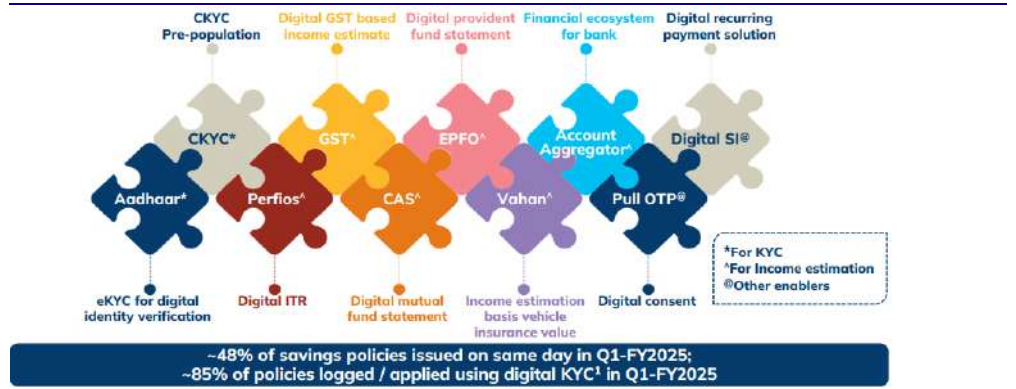 CKYC
Pre-population
Digital GST based
income estimate
Digital provident
fund statement
Financial ecosystem
for bank
Digital recurring
payment solution
CKYC*
GST^
EPFO^
Account
Aggregator^
Digital SI@
Aadhaar*
Perfios^
CAS^
Vahan^
Pull OTP@
*For KYC
^For Income estimation
@Other enablers
eKYC for digital
identity verification
Digital ITR
Digital mutual
fund statement
Income estimation
basis vehicle
insurance value
Digital consent
~48% of savings policies issued on same day in Q1-FY2025;
~85% of policies logged / applied using digital KYC¹ in Q1-FY2025